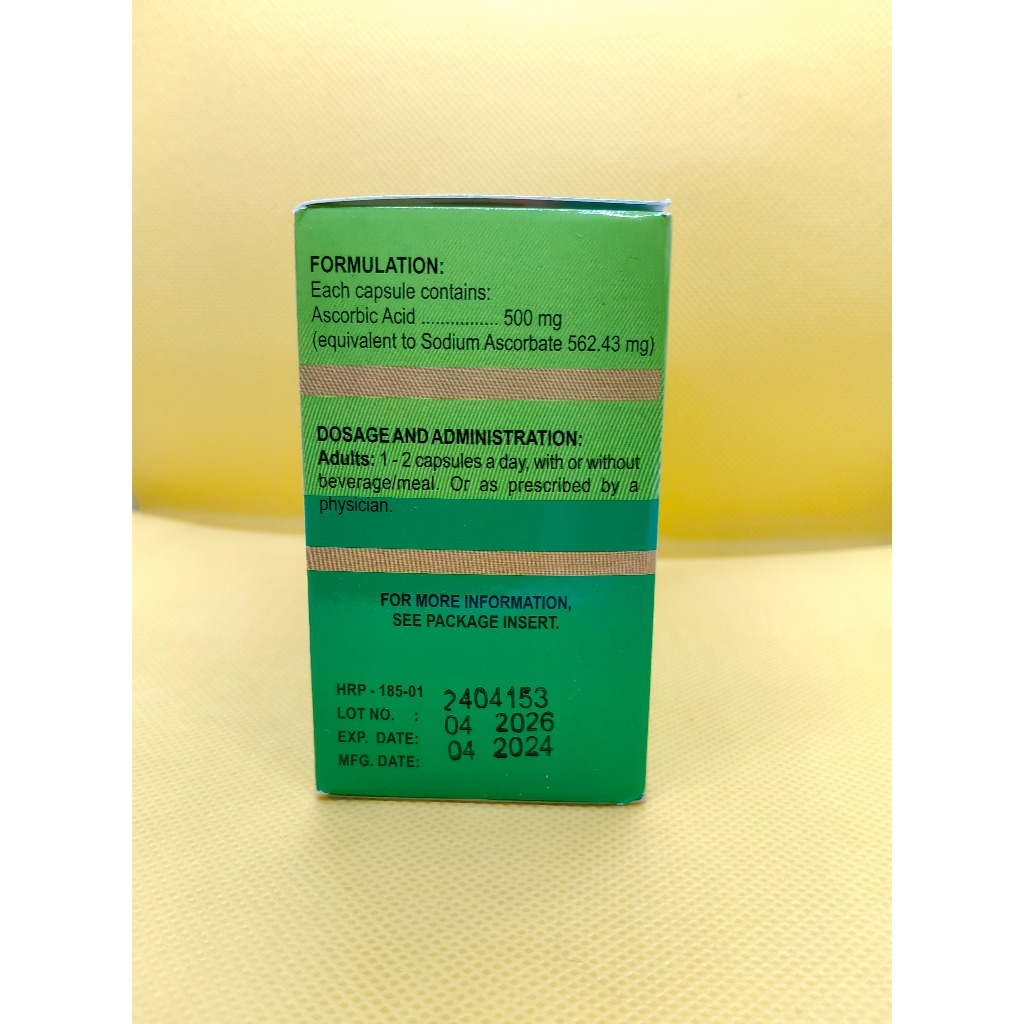 FORMULATION:
Each capsule contains:
Ascorbic Acid ................ 500 mg
(equivalent to Sodium Ascorbate 562.43 mg)
DOSAGE AND ADMINISTRATION:
Adults: 1 - 2 capsules a day, with or without
beverage/meal. Or as prescribed by a
physician.
FOR MORE INFORMATION,
SEE PACKAGE INSERT.
HRP - 185-01
LOT NO. : 2404153
EXP. DATE: 04 2026
MFG. DATE: 04 2024